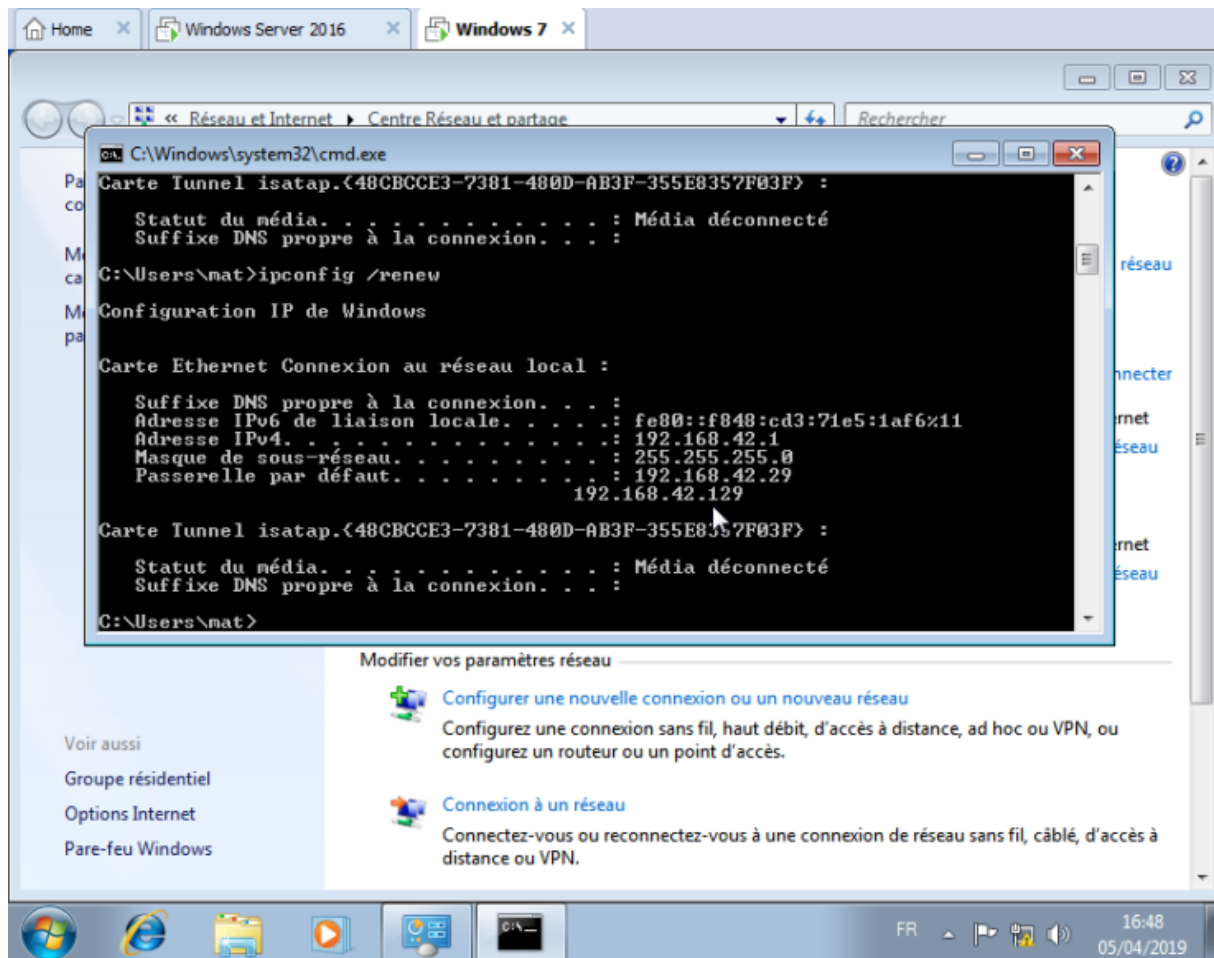 Home
Windows Server 2016
Windows 7
« Réseau et Internet Centre Réseau et partage
Rechercher
C:\Windows\system32\cmd.exe
Pa
co
Carte Tunnel isatap.{48CBCCE3-7381-480D-AB3F-355E8357F03F} :
Statut du média. . . . . . . . . . . . : Média déconnecté
Suffixe DNS propre à la connexion. . . :
ca
réseau
C:\Users\mat>ipconfig /renew
pa
Configuration IP de Windows
Carte Ethernet Connexion au réseau local :
nnecter
Suffixe DNS propre à la connexion. . . :
Adresse IPv6 de liaison locale. . . . .: fe80::f848:cd3:71e5:1af6%11
Adresse IPv4. . . . . . . . . . . . . .: 192.168.42.1
Masque de sous-réseau. . . . . . . . . : 255.255.255.0
Passerelle par défaut. . . . . . . . . : 192.168.42.29
192.168.42.129
ernet
éseau
Carte Tunnel isatap.{48CBCCE3-7381-480D-AB3F-355E8357F03F} :
Statut du média. . . . . . . . . . . . : Média déconnecté
Suffixe DNS propre à la connexion. . . :
ernet
éseau
C:\Users\mat>
Modifier vos paramètres réseau
Configurer une nouvelle connexion ou un nouveau réseau
Configurez une connexion sans fil, haut débit, d'accès à distance, ad hoc ou VPN, ou
configurez un routeur ou un point d'accès.
Voir aussi
Groupe résidentiel
Options Internet
Pare-feu Windows
Connexion à un réseau
Connectez-vous ou reconnectez-vous à une connexion de réseau sans fil, câblé, d'accès à
distance ou VPN.
FR
16:48
05/04/2019